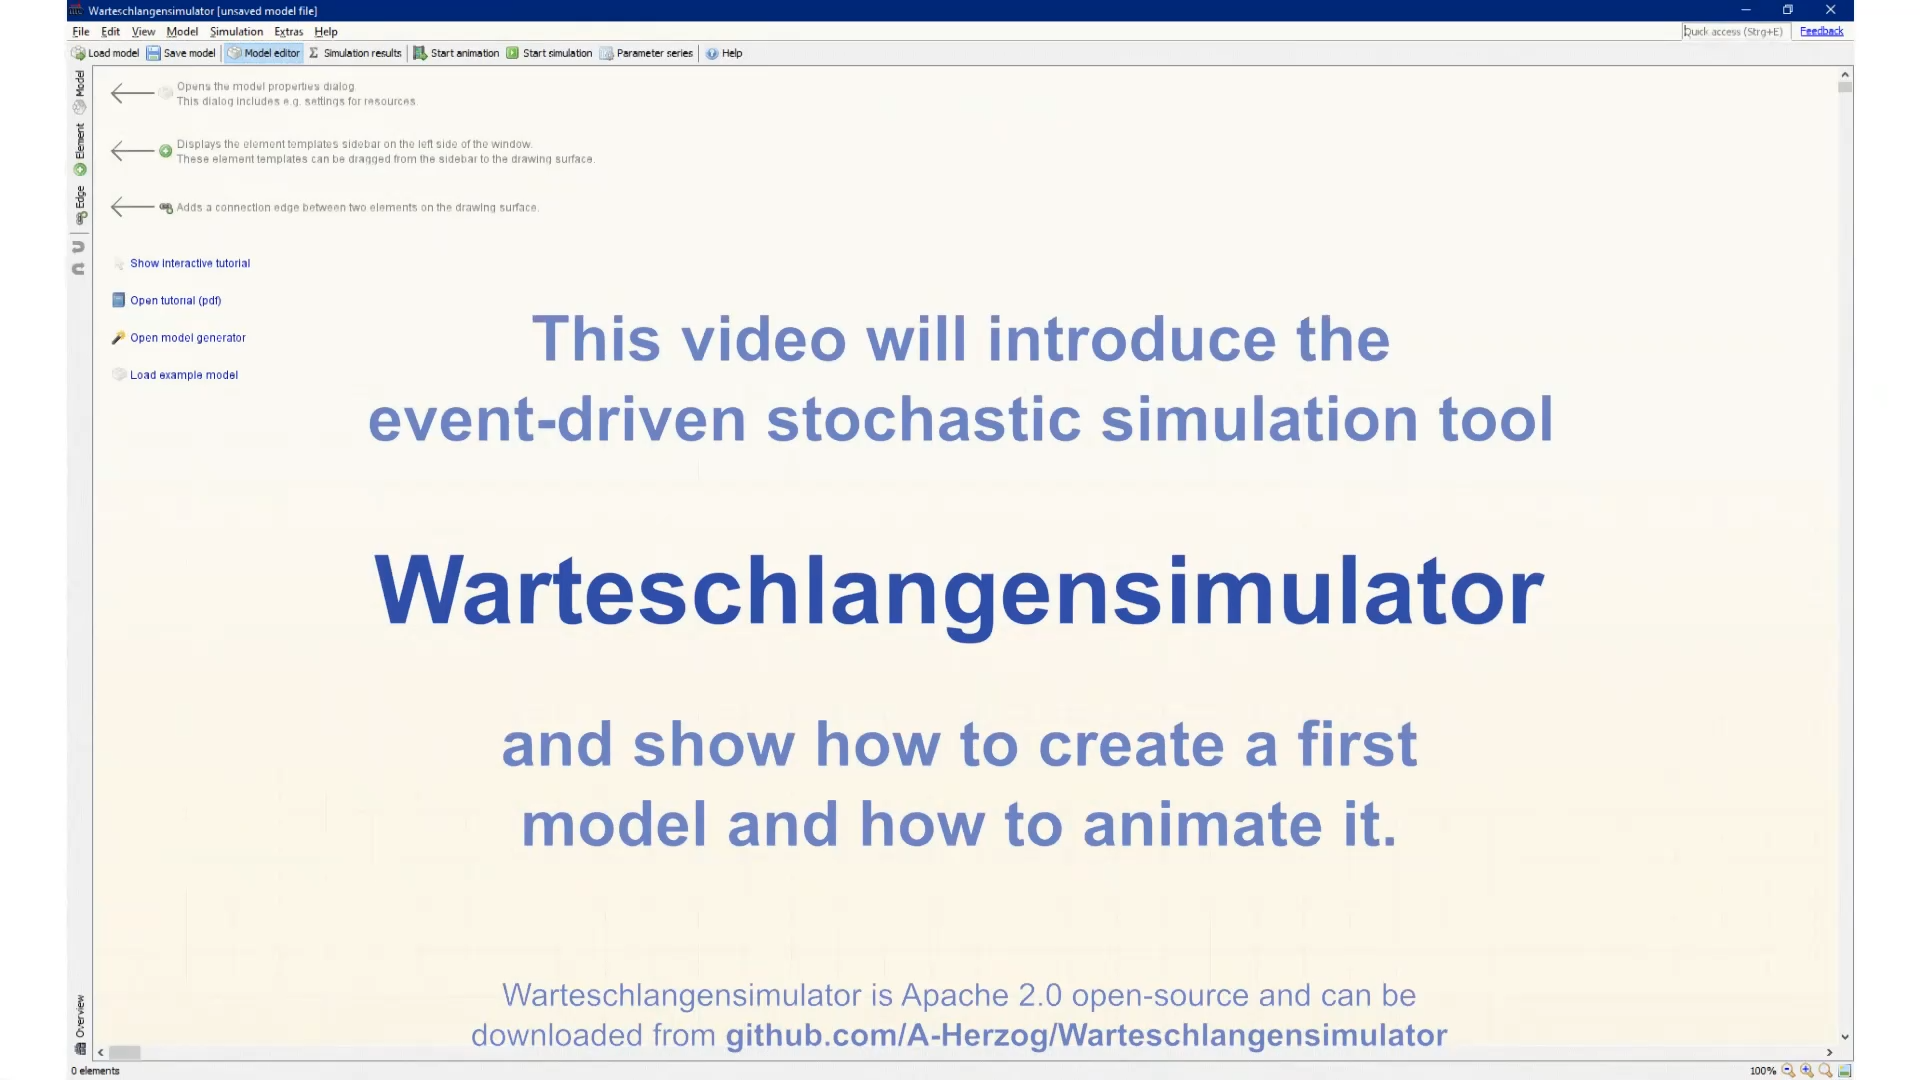 Warteschlangensimulator [unsaved model file]
File Edit View Model Simulation Extras Help
Quick access (Strg+E) Feedback
Load model Save model Model editor Simulation results Start animation Start simulation Parameter series Help
Model
Element
Edge
Opens the model properties dialog.
This dialog includes e.g. settings for resources.
Displays the element templates sidebar on the left side of the window.
These element templates can be dragged from the sidebar to the drawing surface.
Adds a connection edge between two elements on the drawing surface.
Show interactive tutorial
Open tutorial (pdf)
Open model generator
Load example model
This video will introduce the
event-driven stochastic simulation tool
Warteschlangensimulator
and show how to create a first
model and how to animate it.
Warteschlangensimulator is Apache 2.0 open-source and can be
downloaded from github.com/A-Herzog/Warteschlangensimulator
Overview
0 elements
100%